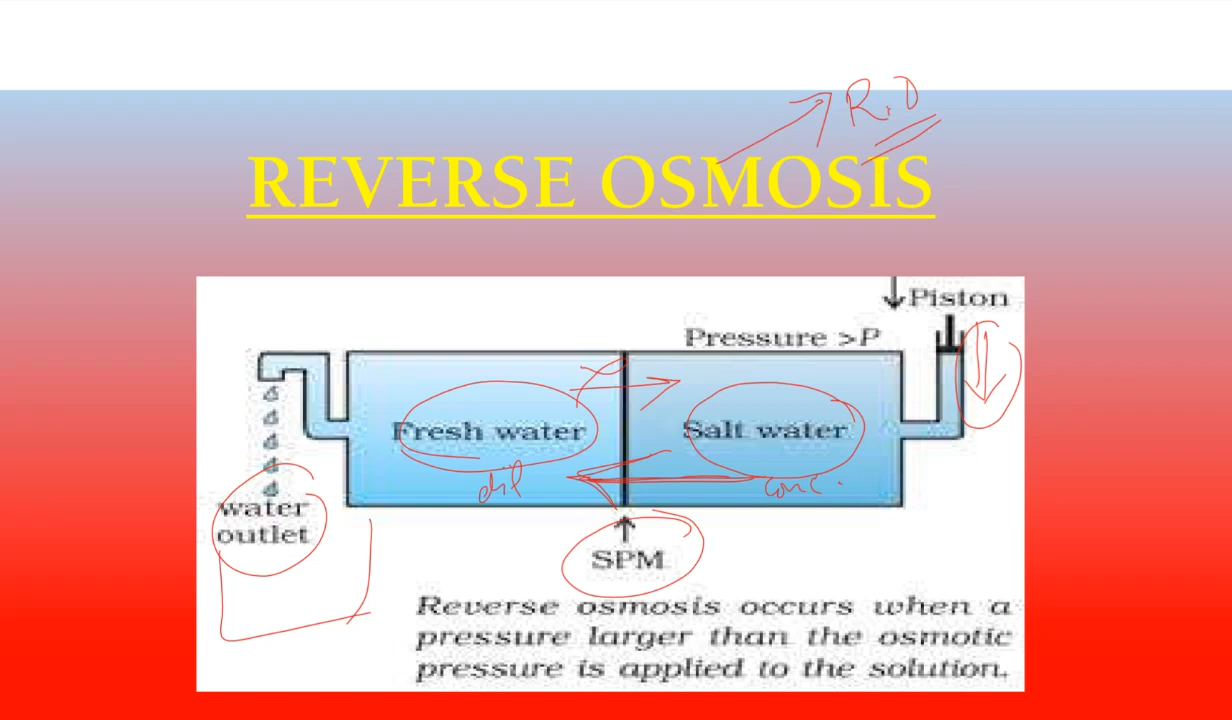 R.O
REVERSE OSMOSIS
Piston
Pressure >P
Fresh water
Salt water
dil
conc.
water
outlet
SPM
Reverse osmosis occurs when a
pressure larger than the osmotic
pressure is applied to the solution.